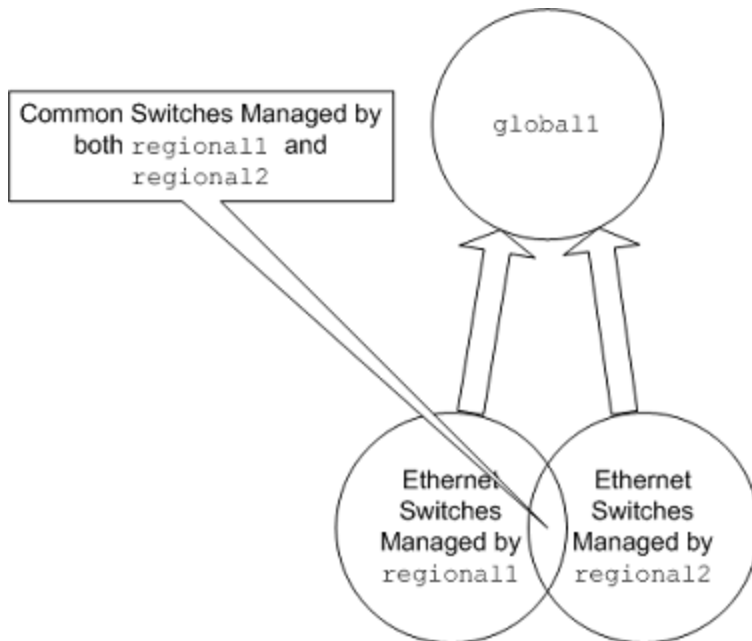 Common Switches Managed by
both regional1 and
regional2
global1
Ethernet
Switches
Managed by
regional1
Ethernet
Switches
Managed by
regional2